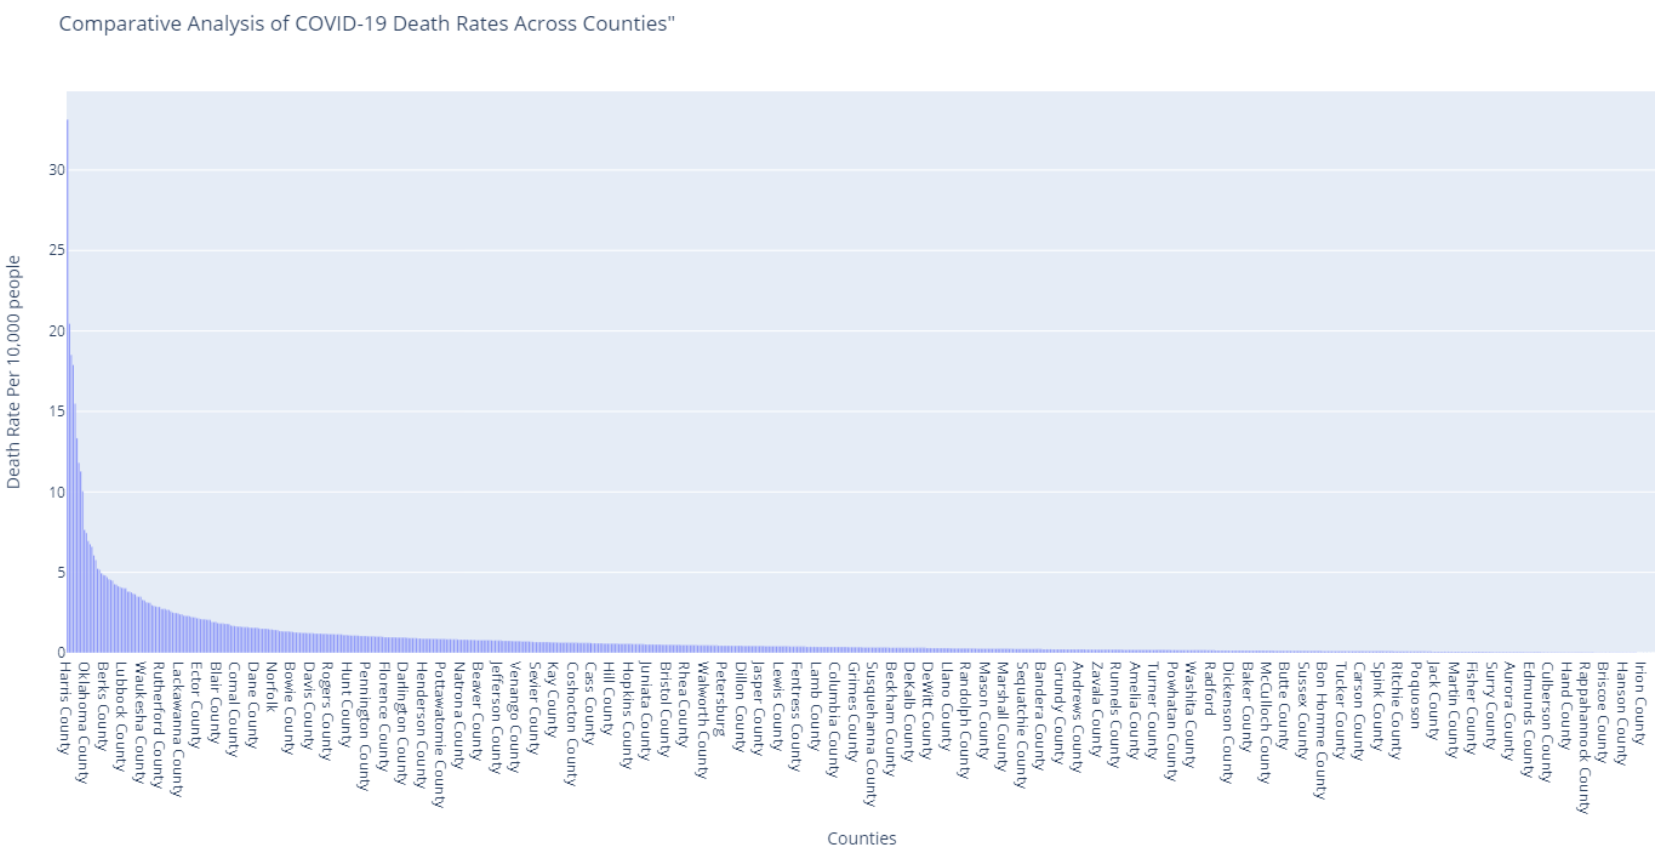 Comparative Analysis of COVID-19 Death Rates Across Counties"
Death Rate Per 10,000 people
30
25
20
15
10
5
0
Harris County
Oklahoma County
Berks County
Lubbock County
Waukesha County
Rutherford County
Lackawanna County
Ector County
Blair County
Comal County
Dane County
Norfolk
Bowie County
Davis County
Rogers County
Hunt County
Pennington County
Florence County
Darlington County
Henderson County
Pottawatomie County
Natrona County
Beaver County
Jefferson County
Venango County
Sevier County
Kay County
Coshocton County
Cass County
Hill County
Hopkins County
Juniata County
Bristol County
Rhea County
Walworth County
Petersburg
Dillon County
Jasper County
Lewis County
Fentress County
Lamb County
Columbia County
Grimes County
Susquehanna County
Beckham County
DeKalb County
DeWitt County
Llano County
Randolph County
Mason County
Marshall County
Sequatchie County
Bandera County
Grundy County
Andrews County
Zavala County
Runnels County
Amelia County
Turner County
Powhatan County
Washita County
Radford
Dickenson County
Baker County
McCulloch County
Butte County
Sussex County
Bon Homme County
Tucker County
Carson County
Spink County
Ritchie County
Poquoson
Jack County
Martin County
Fisher County
Surry County
Aurora County
Edmunds County
Culberson County
Hand County
Rappahannock County
Briscoe County
Hanson County
Irion County
Counties